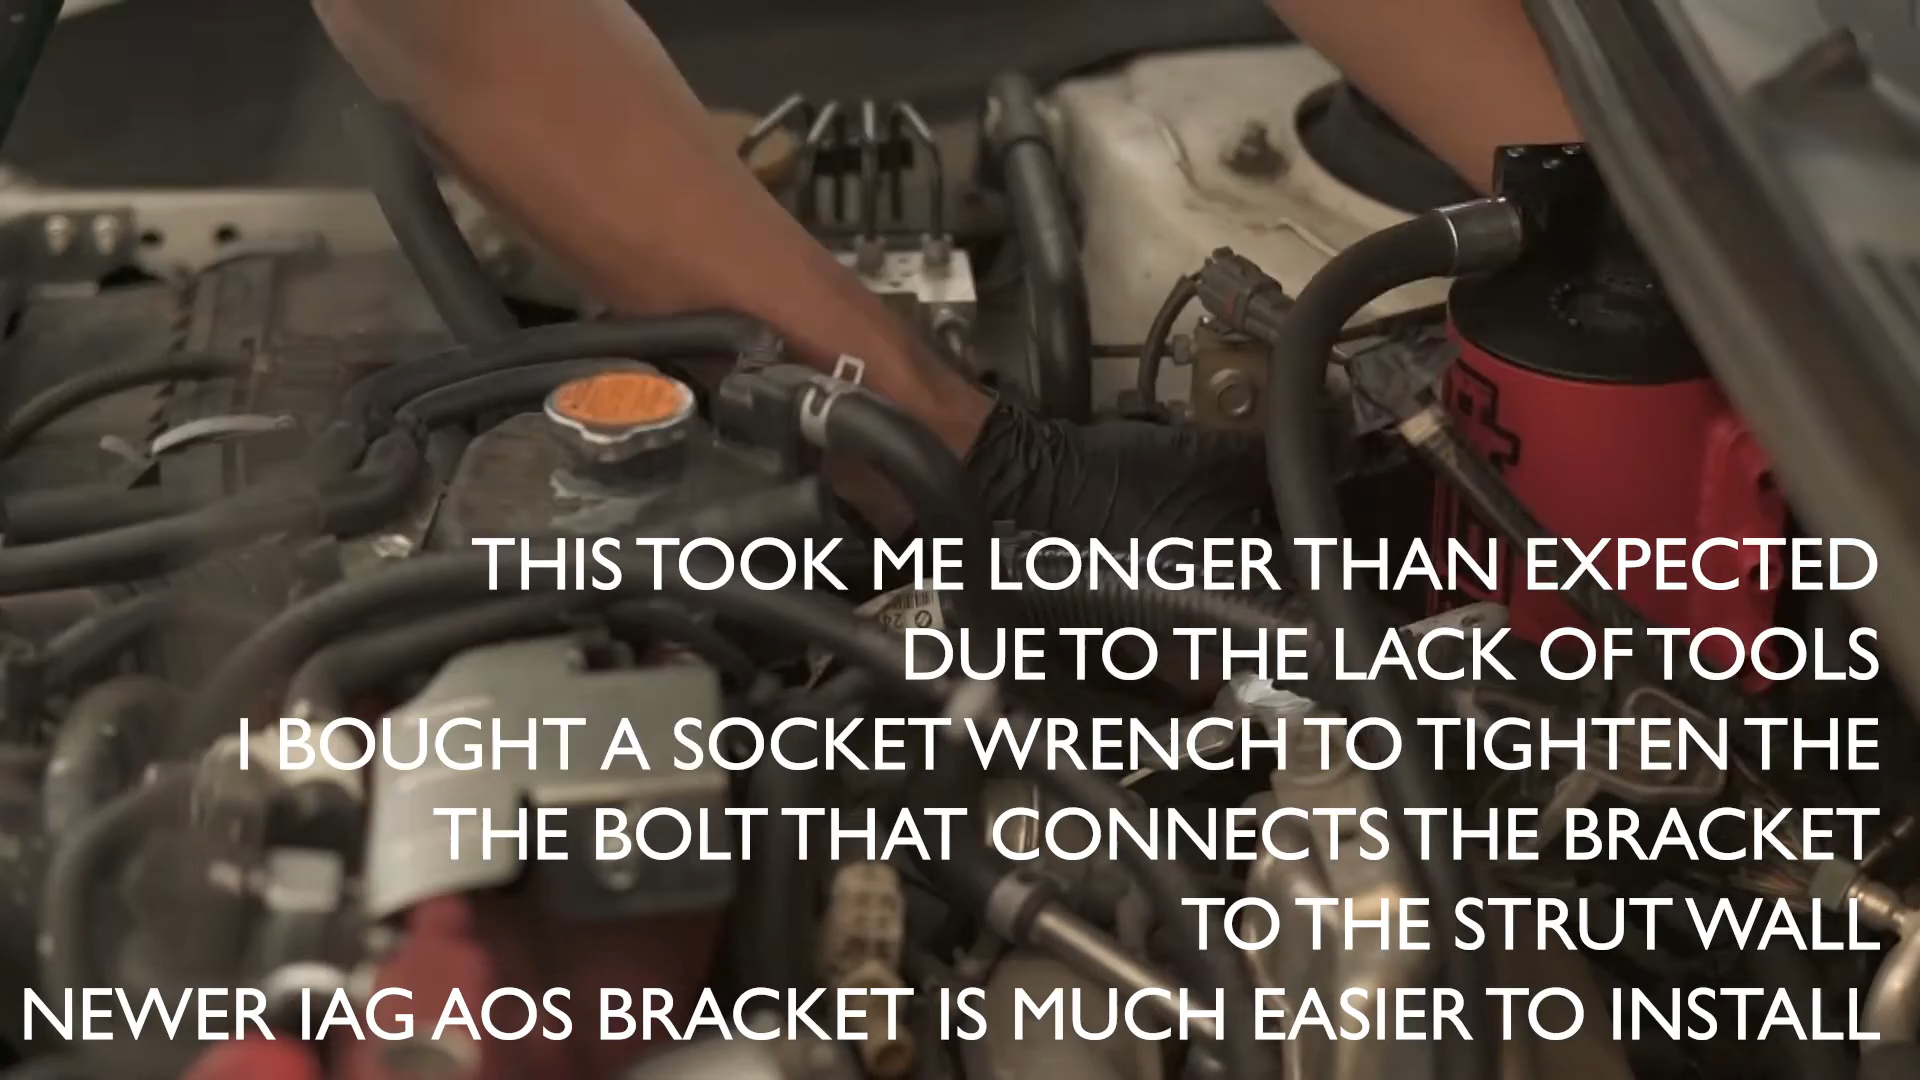 THIS TOOK ME LONGER THAN EXPECTED
DUE TO THE LACK OF TOOLS
I BOUGHT A SOCKET WRENCH TO TIGHTEN THE
THE BOLT THAT CONNECTS THE BRACKET
TO THE STRUT WALL
NEWER IAG AOS BRACKET IS MUCH EASIER TO INSTALL